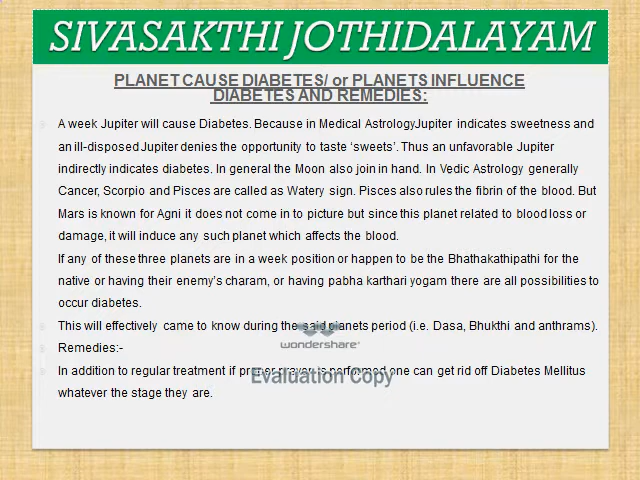 SIVASAKTHI JOTHIDALAYAM
PLANET CAUSE DIABETES/ or PLANETS INFLUENCE
DIABETES AND REMEDIES:
A week Jupiter will cause Diabetes. Because in Medical AstrologyJupiter indicates sweetness and
an ill-disposed Jupiter denies the opportunity to taste ‘sweets’. Thus an unfavorable Jupiter
indirectly indicates diabetes. In general the Moon also join in hand. In Vedic Astrology generally
Cancer, Scorpio and Pisces are called as Watery sign. Pisces also rules the fibrin of the blood. But
Mars is known for Agni it does not come in to picture but since this planet related to blood loss or
damage, it will induce any such planet which affects the blood.
If any of these three planets are in a week position or happen to be the Bhathakathipathi for the
native or having their enemy's charam, or having pabha karthari yogam there are all possibilities to
occur diabetes.
This will effectively came to know during the said planets period (i.e. Dasa, Bhukthi and anthrams).
Remedies:-
wondershare
In addition to regular treatment if proper prayer is performed one can get rid off Diabetes Mellitus
Evaluation Copy
whatever the stage they are.